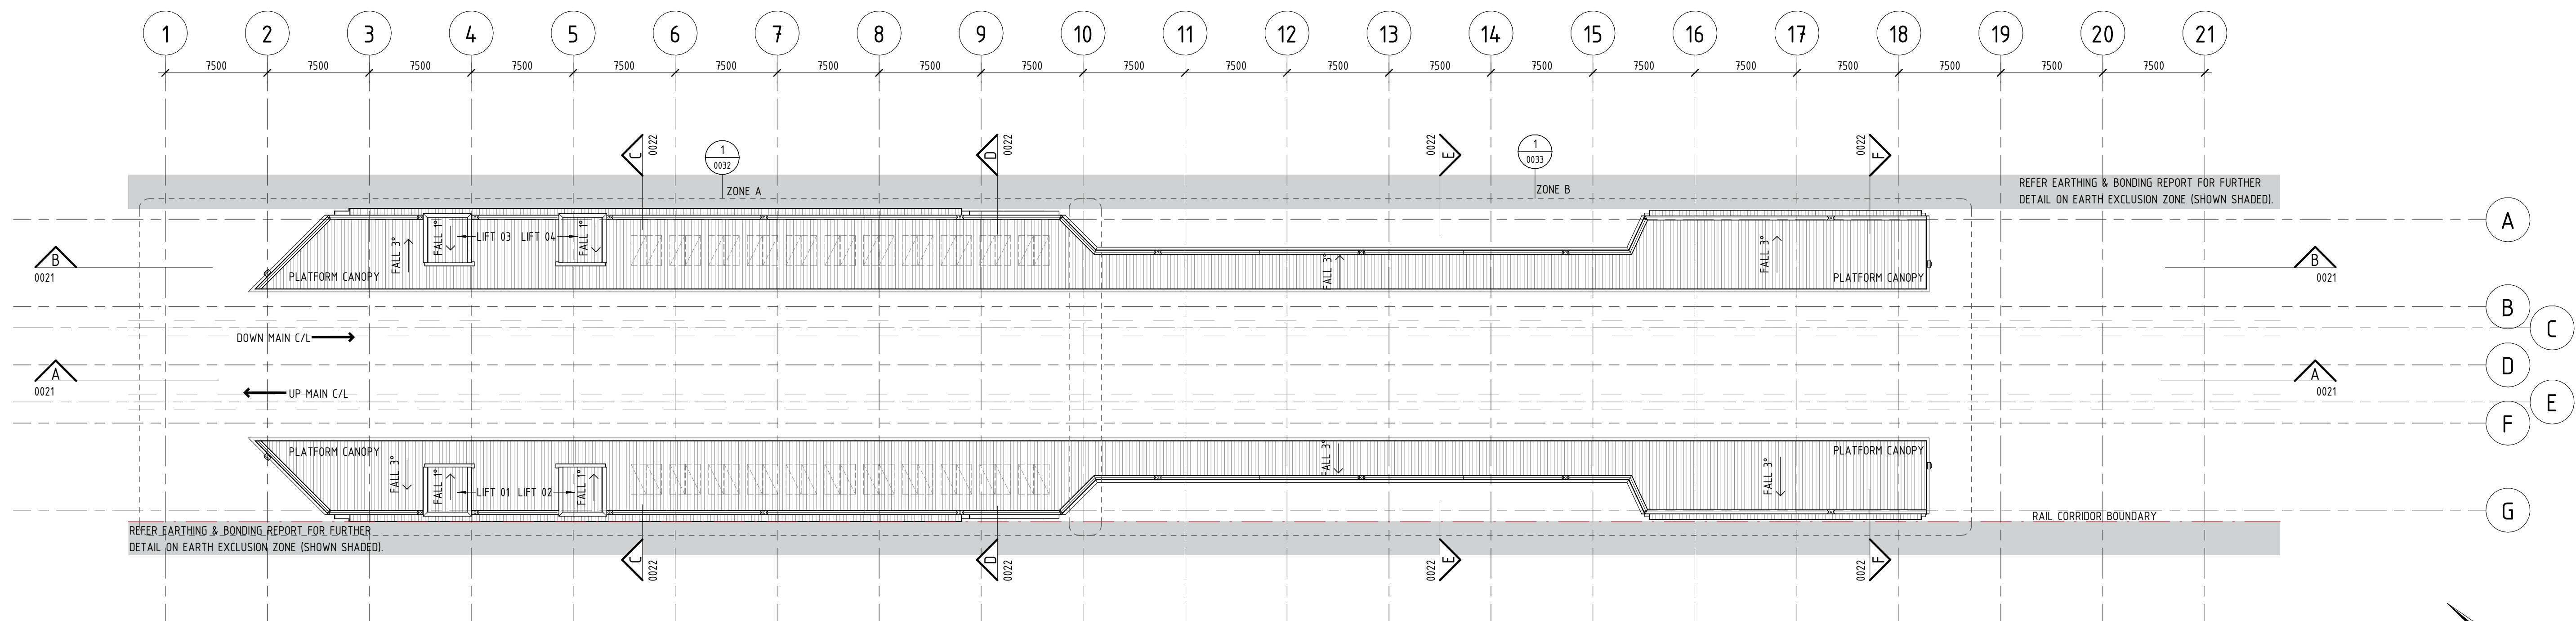 1 2 3 4 5 6 7 8 9 10 11 12 13 14 15 16 17 18 19 20 21
7500 7500 7500 7500 7500 7500 7500 7500 7500 7500 7500 7500 7500 7500 7500 7500 7500 7500 7500 7500
C 0022
1
0032
D 0022
E 0022
1
0033
F 0022
ZONE A
ZONE B
REFER EARTHING & BONDING REPORT FOR FURTHER
DETAIL ON EARTH EXCLUSION ZONE (SHOWN SHADED).
A
FALL 3°
FALL 1°
LIFT 03 LIFT 04
FALL 1°
FALL 3°
FALL 3°
B
0021
PLATFORM CANOPY
PLATFORM CANOPY
B
0021
B
C
DOWN MAIN C/L
D
A
0021
A
0021
UP MAIN C/L
E
F
PLATFORM CANOPY
PLATFORM CANOPY
FALL 3°
FALL 1°
LIFT 01 LIFT 02
FALL 1°
FALL 3°
FALL 3°
G
RAIL CORRIDOR BOUNDARY
REFER EARTHING & BONDING REPORT FOR FURTHER
DETAIL ON EARTH EXCLUSION ZONE (SHOWN SHADED).
C 0022
D 0022
E 0022
F 0022